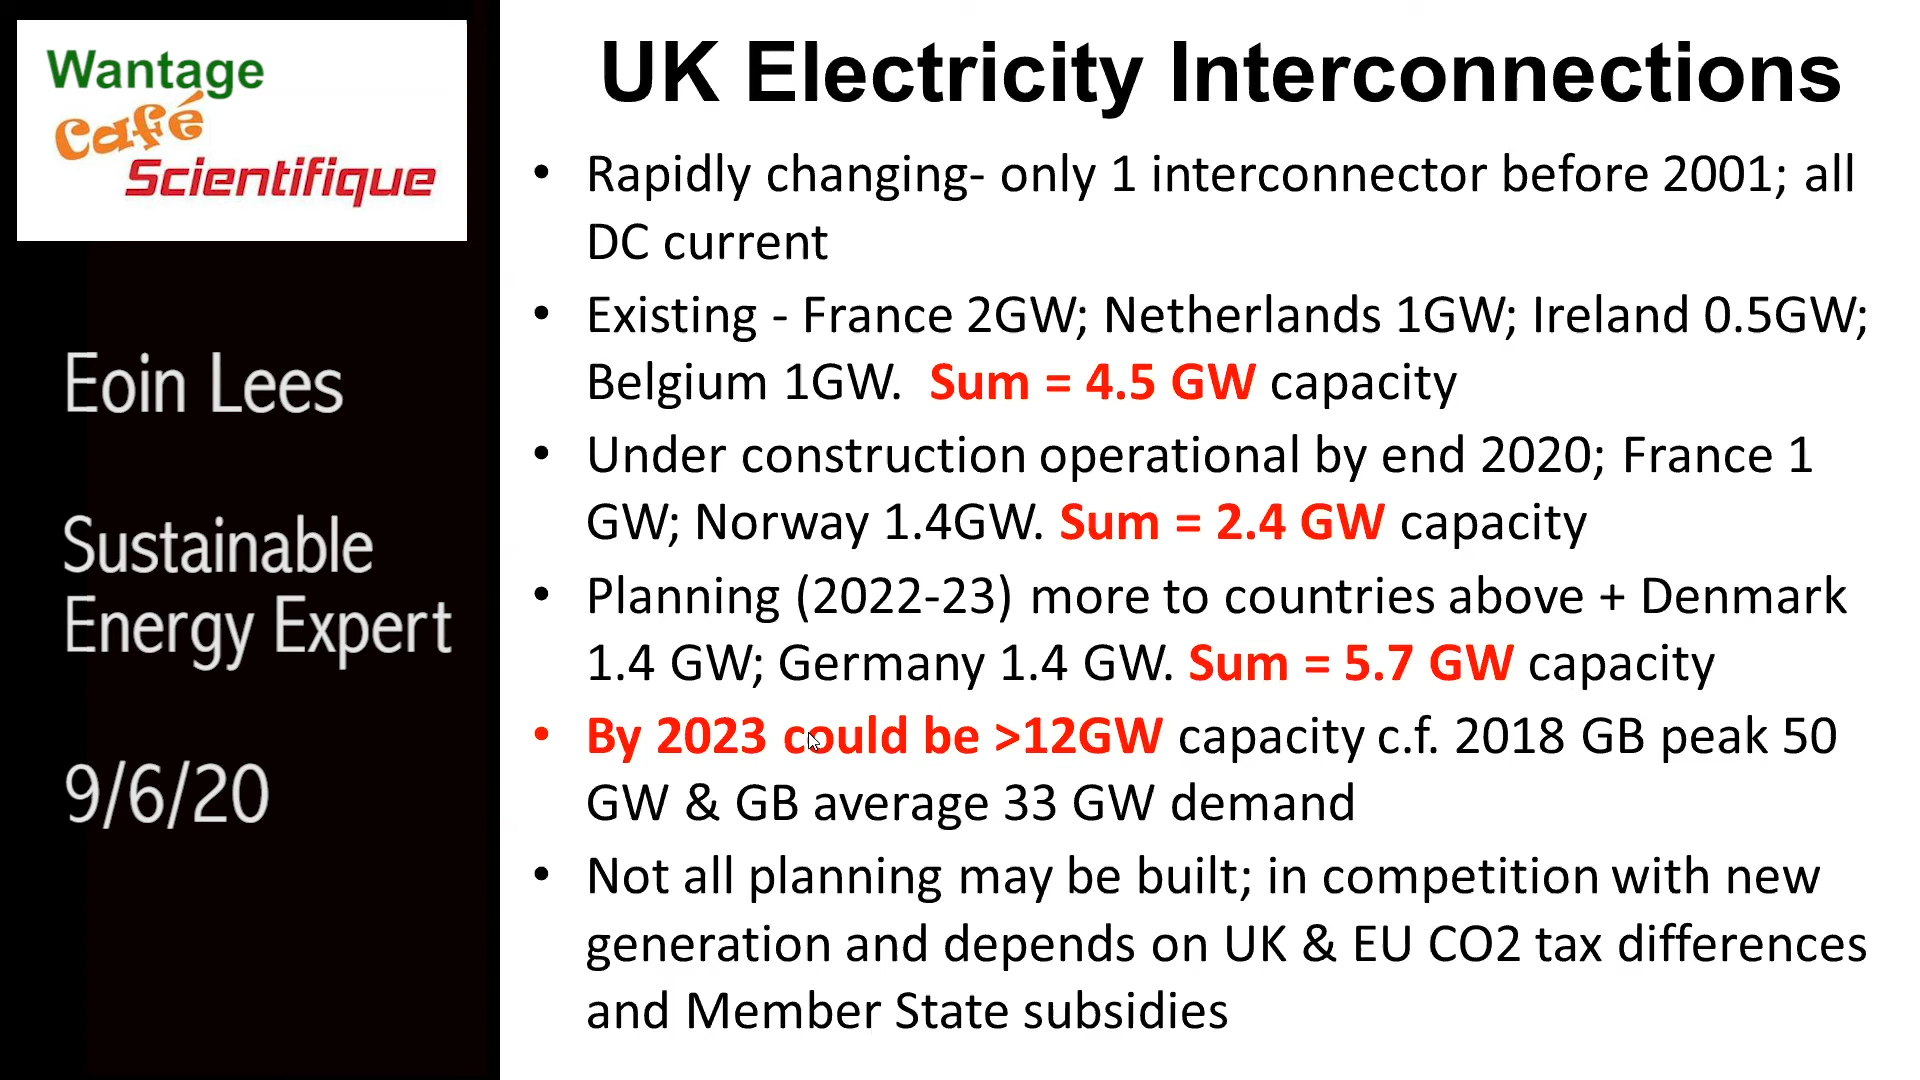 Wantage
Café
Scientifique
Eoin Lees
Sustainable
Energy Expert
9/6/20
UK Electricity Interconnections
• Rapidly changing- only 1 interconnector before 2001; all
DC current
• Existing - France 2GW; Netherlands 1GW; Ireland 0.5GW;
Belgium 1GW. Sum = 4.5 GW capacity
• Under construction operational by end 2020; France 1
GW; Norway 1.4GW. Sum = 2.4 GW capacity
• Planning (2022-23) more to countries above + Denmark
1.4 GW; Germany 1.4 GW. Sum = 5.7 GW capacity
• By 2023 could be >12GW capacity c.f. 2018 GB peak 50
GW & GB average 33 GW demand
• Not all planning may be built; in competition with new
generation and depends on UK & EU CO2 tax differences
and Member State subsidies